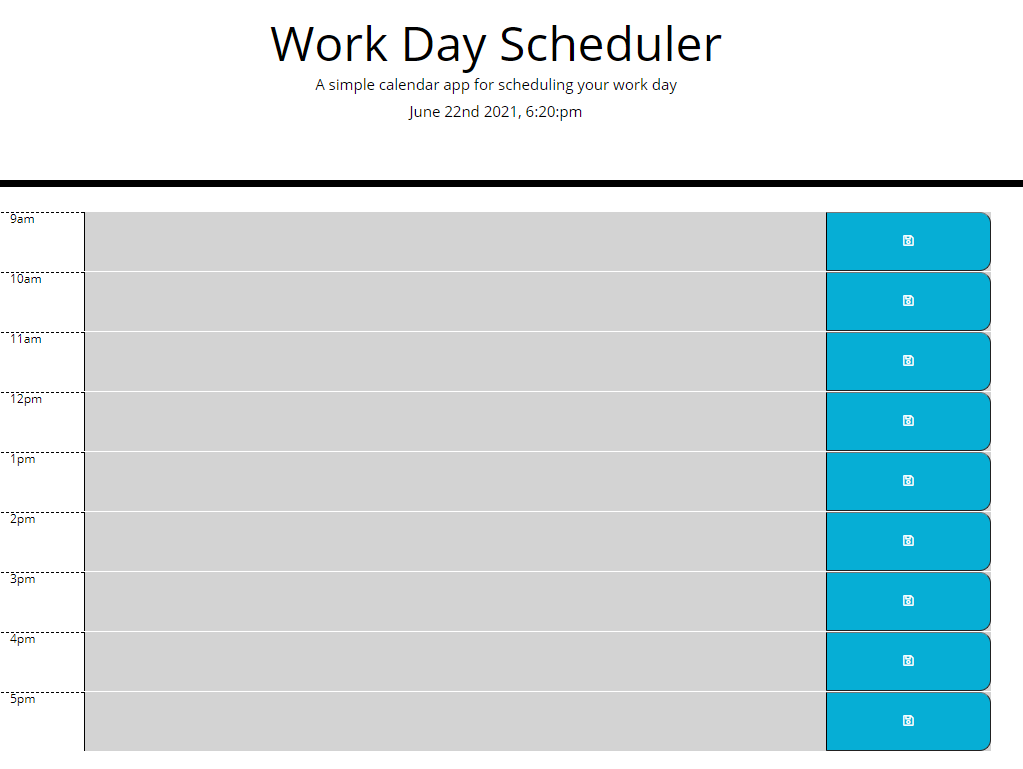 Work Day Scheduler
A simple calendar app for scheduling your work day
June 22nd 2021, 6:20:pm
9am
10am
11am
12pm
1pm
2pm
3pm
4pm
5pm